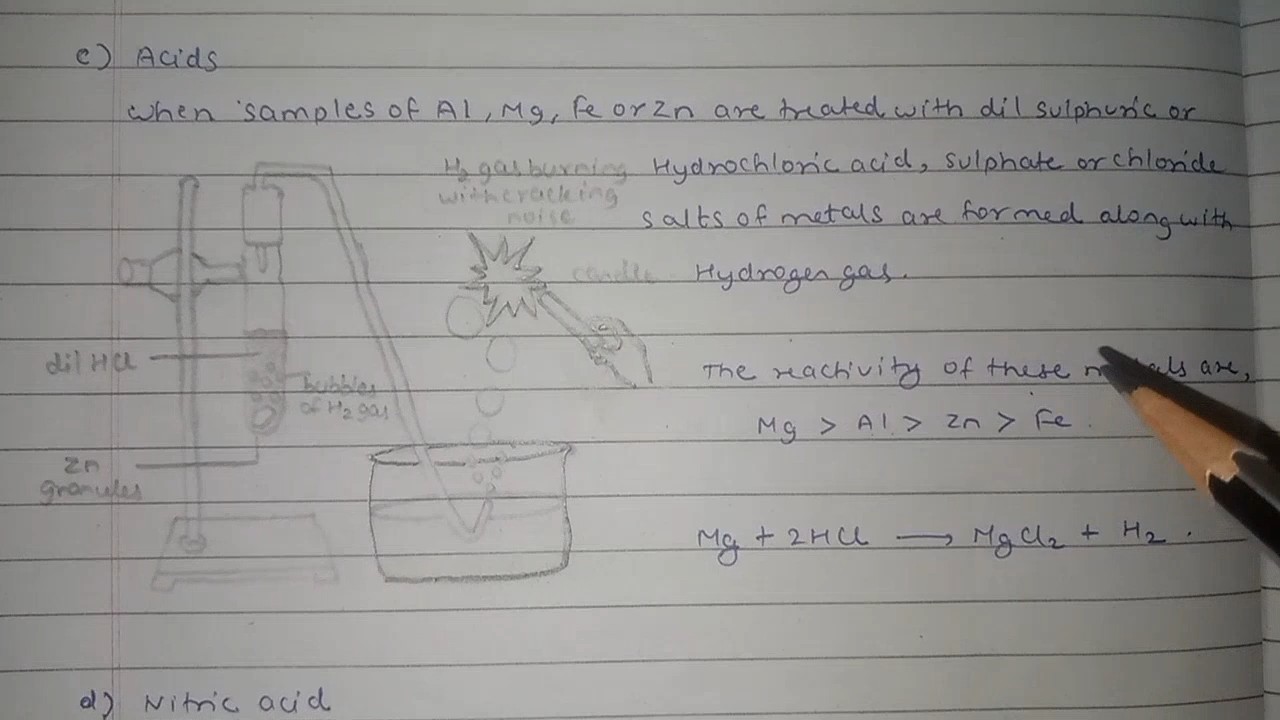 c) Acids
When samples of Al, Mg, Fe or Zn are treated with dil sulphuric or
Hydrochloric acid, sulphate or chloride
salts of metals are formed along with
Hydrogen gas.
H2 gas burning
with cracking
noise
candle
dil HCl
bubbles
of H2 gas
Zn
granules
The reactivity of these are,
Mg > Al > Zn > Fe.
Mg + 2HCl → MgCl2 + H2.
d) Nitric acid